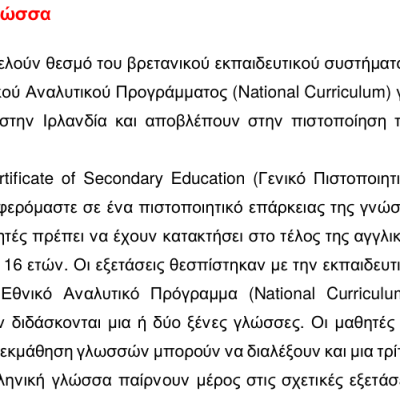 ώσσα
ελούν θεσμό του βρετανικού εκπαιδευτικού συστήματο
κού Αναλυτικού Προγράμματος (National Curriculum) γ
στην Ιρλανδία και αποβλέπουν στην πιστοποίηση τ
rtificate of Secondary Education (Γενικό Πιστοποιητι
φερόμαστε σε ένα πιστοποιητικό επάρκειας της γνώσ
ητές πρέπει να έχουν κατακτήσει στο τέλος της αγγλικ
16 ετών. Οι εξετάσεις θεσπίστηκαν με την εκπαιδευτι
Εθνικό Αναλυτικό Πρόγραμμα (National Curriculum
ν διδάσκονται μια ή δύο ξένες γλώσσες. Οι μαθητές
εκμάθηση γλωσσών μπορούν να διαλέξουν και μια τρί
ληνική γλώσσα παίρνουν μέρος στις σχετικές εξετάσ